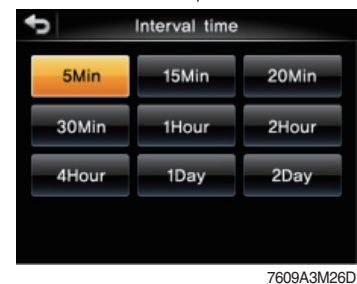 Interval time
5Min 15Min 20Min
30Min 1Hour 2Hour
4Hour 1Day 2Day
7609A3M26D